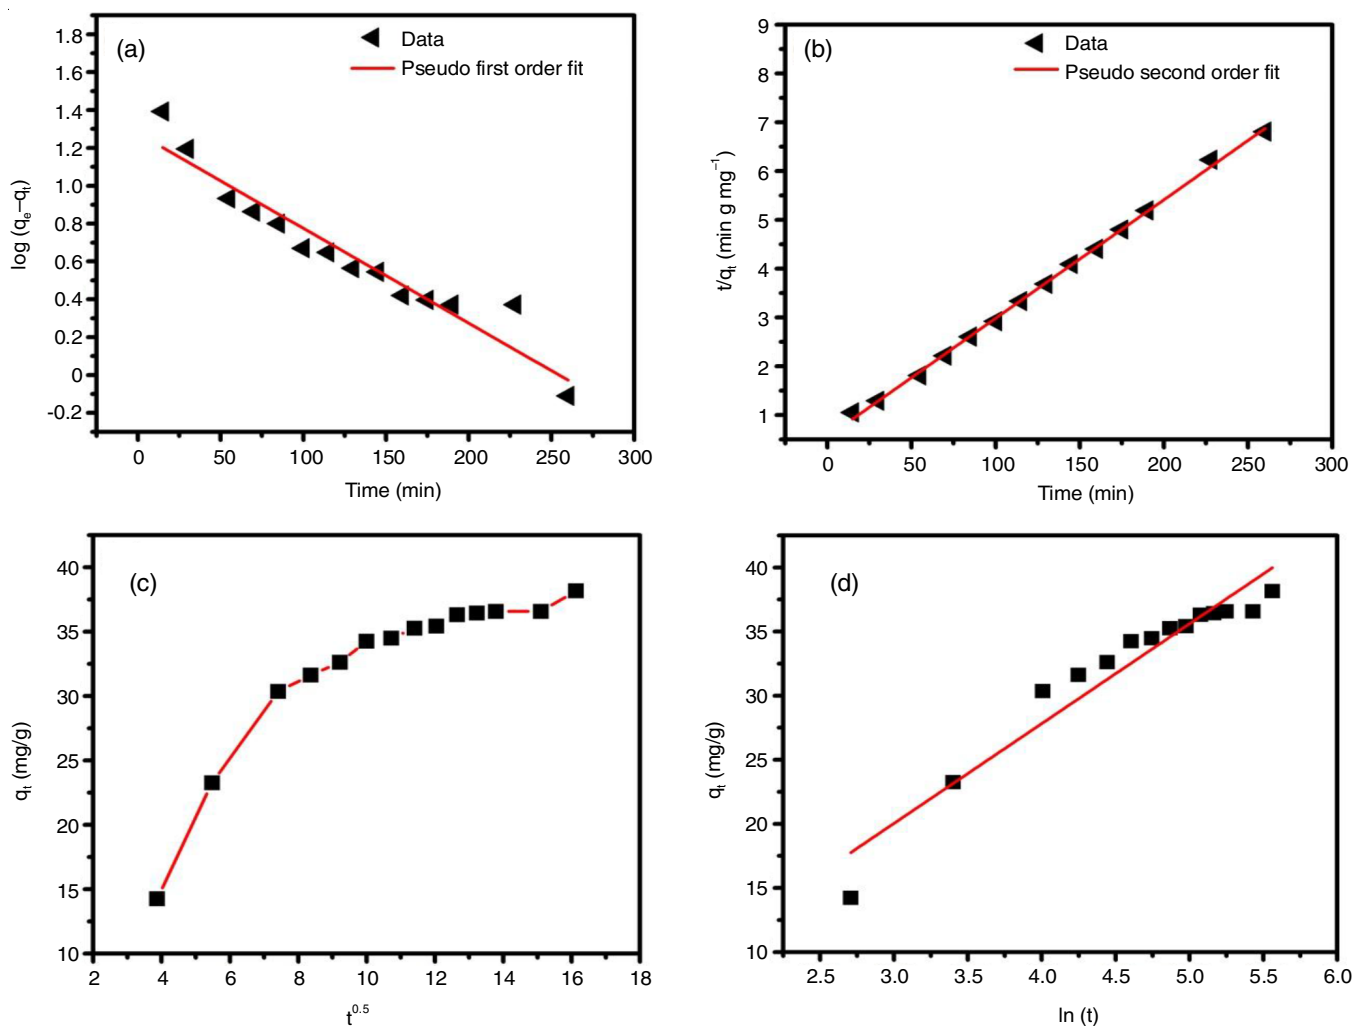 (a)
Data
Pseudo first order fit
1.8
1.6
1.4
1.2
1.0
0.8
0.6
0.4
0.2
0
-0.2
log (qₑ–qₜ)
0 50 100 150 200 250 300
Time (min)
(b)
Data
Pseudo second order fit
9
8
7
6
5
4
3
2
1
t/qₜ (min g mg⁻¹)
0 50 100 150 200 250 300
Time (min)
(c)
40
35
30
25
20
15
10
qₜ (mg/g)
2 4 6 8 10 12 14 16 18
t⁰·⁵
(d)
40
35
30
25
20
15
10
qₜ (mg/g)
2.5 3.0 3.5 4.0 4.5 5.0 5.5 6.0
ln (t)